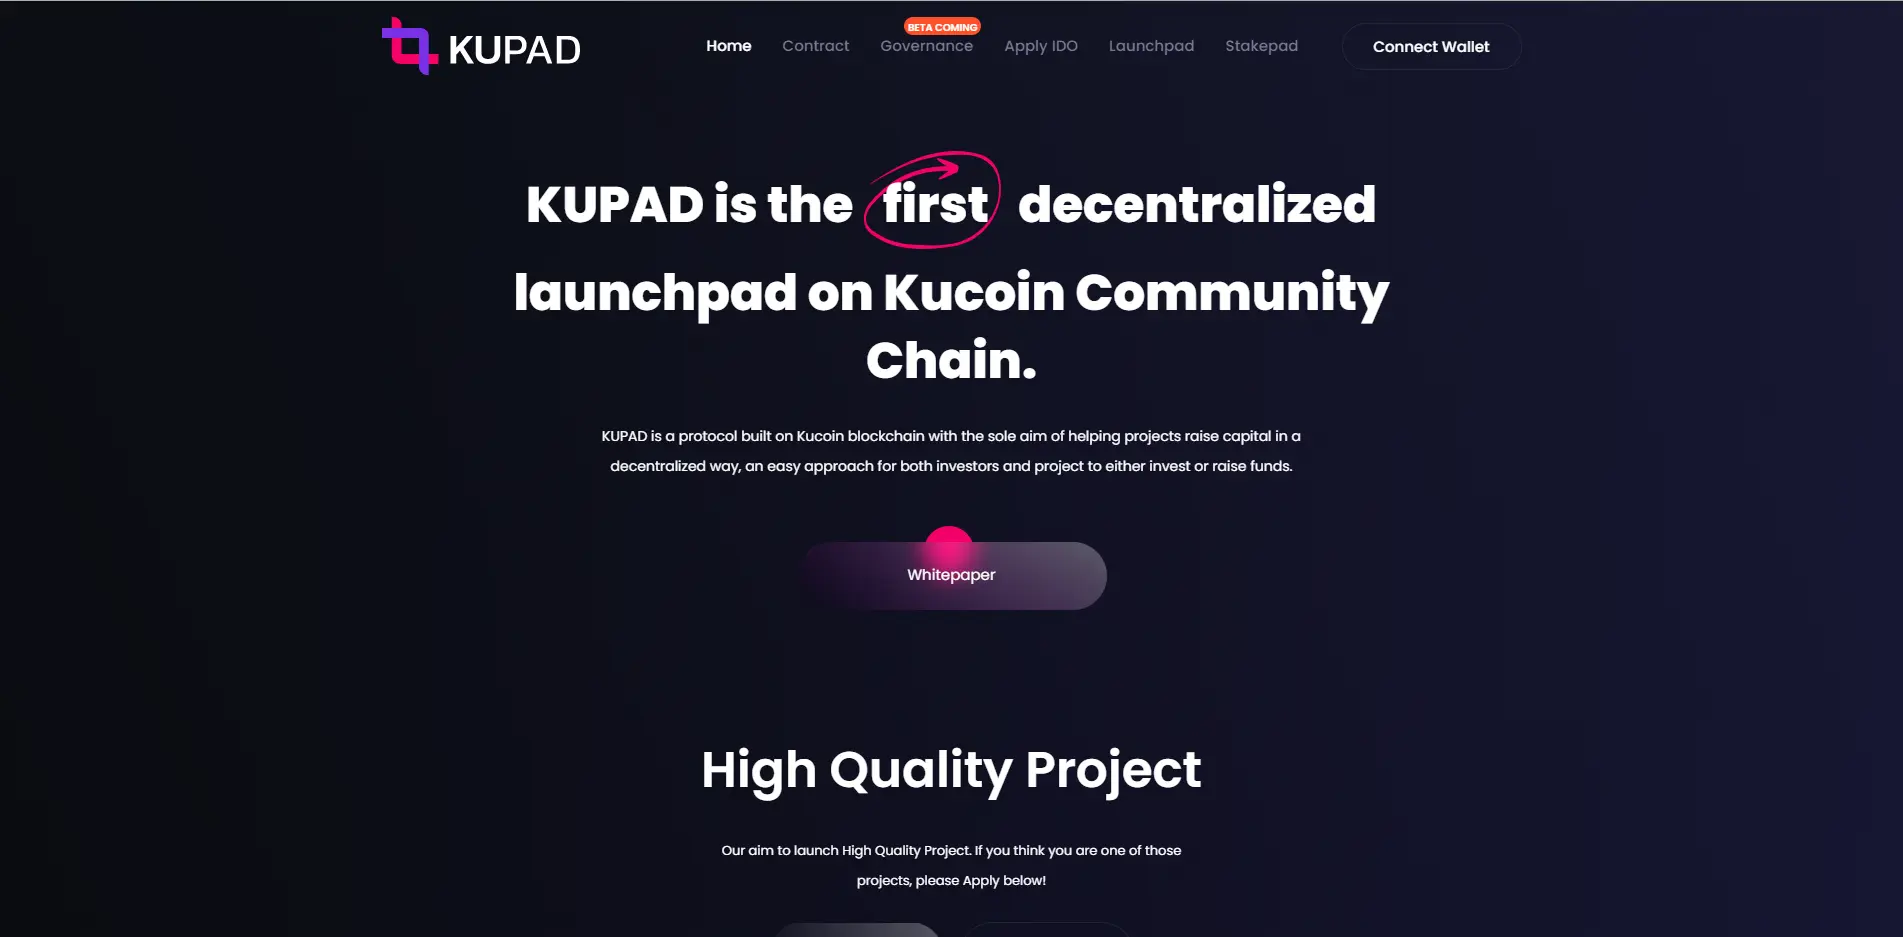 KUPAD
Home
Contract
BETA COMING
Governance
Apply IDO
Launchpad
Stakepad
Connect Wallet
KUPAD is the first decentralized
launchpad on Kucoin Community
Chain.
KUPAD is a protocol built on Kucoin blockchain with the sole aim of helping projects raise capital in a
decentralized way, an easy approach for both investors and project to either invest or raise funds.
Whitepaper
High Quality Project
Our aim to launch High Quality Project. If you think you are one of those
projects, please Apply below!